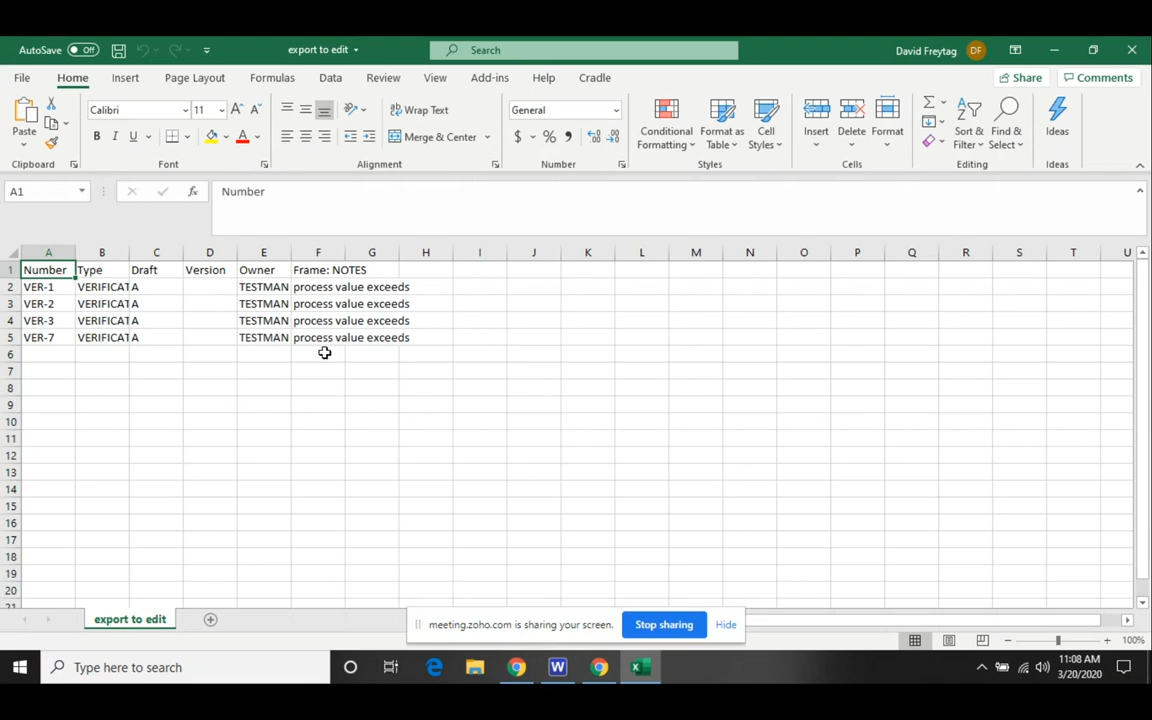 AutoSave Off export to edit Search David Freytag DF
File Home Insert Page Layout Formulas Data Review View Add-ins Help Cradle Share Comments
Paste Calibri 11 A A Wrap Text General Conditional Formatting Format as Table Cell Styles Insert Delete Format Sort & Filter Find & Select Ideas
B I U A Merge & Center $ %
Clipboard Font Alignment Number Styles Cells Editing Ideas
A1 fx Number
A B C D E F G H I J K L M N O P Q R S T U
1 Number Type Draft Version Owner Frame: NOTES
2 VER-1 VERIFICAT A TESTMAN process value exceeds
3 VER-2 VERIFICAT A TESTMAN process value exceeds
4 VER-3 VERIFICAT A TESTMAN process value exceeds
5 VER-7 VERIFICAT A TESTMAN process value exceeds
6
7
8
9
10
11
12
13
14
15
16
17
18
19
20
21
export to edit
meeting.zoho.com is sharing your screen. Stop sharing Hide
100%
Type here to search
W
X
11:08 AM
3/20/2020